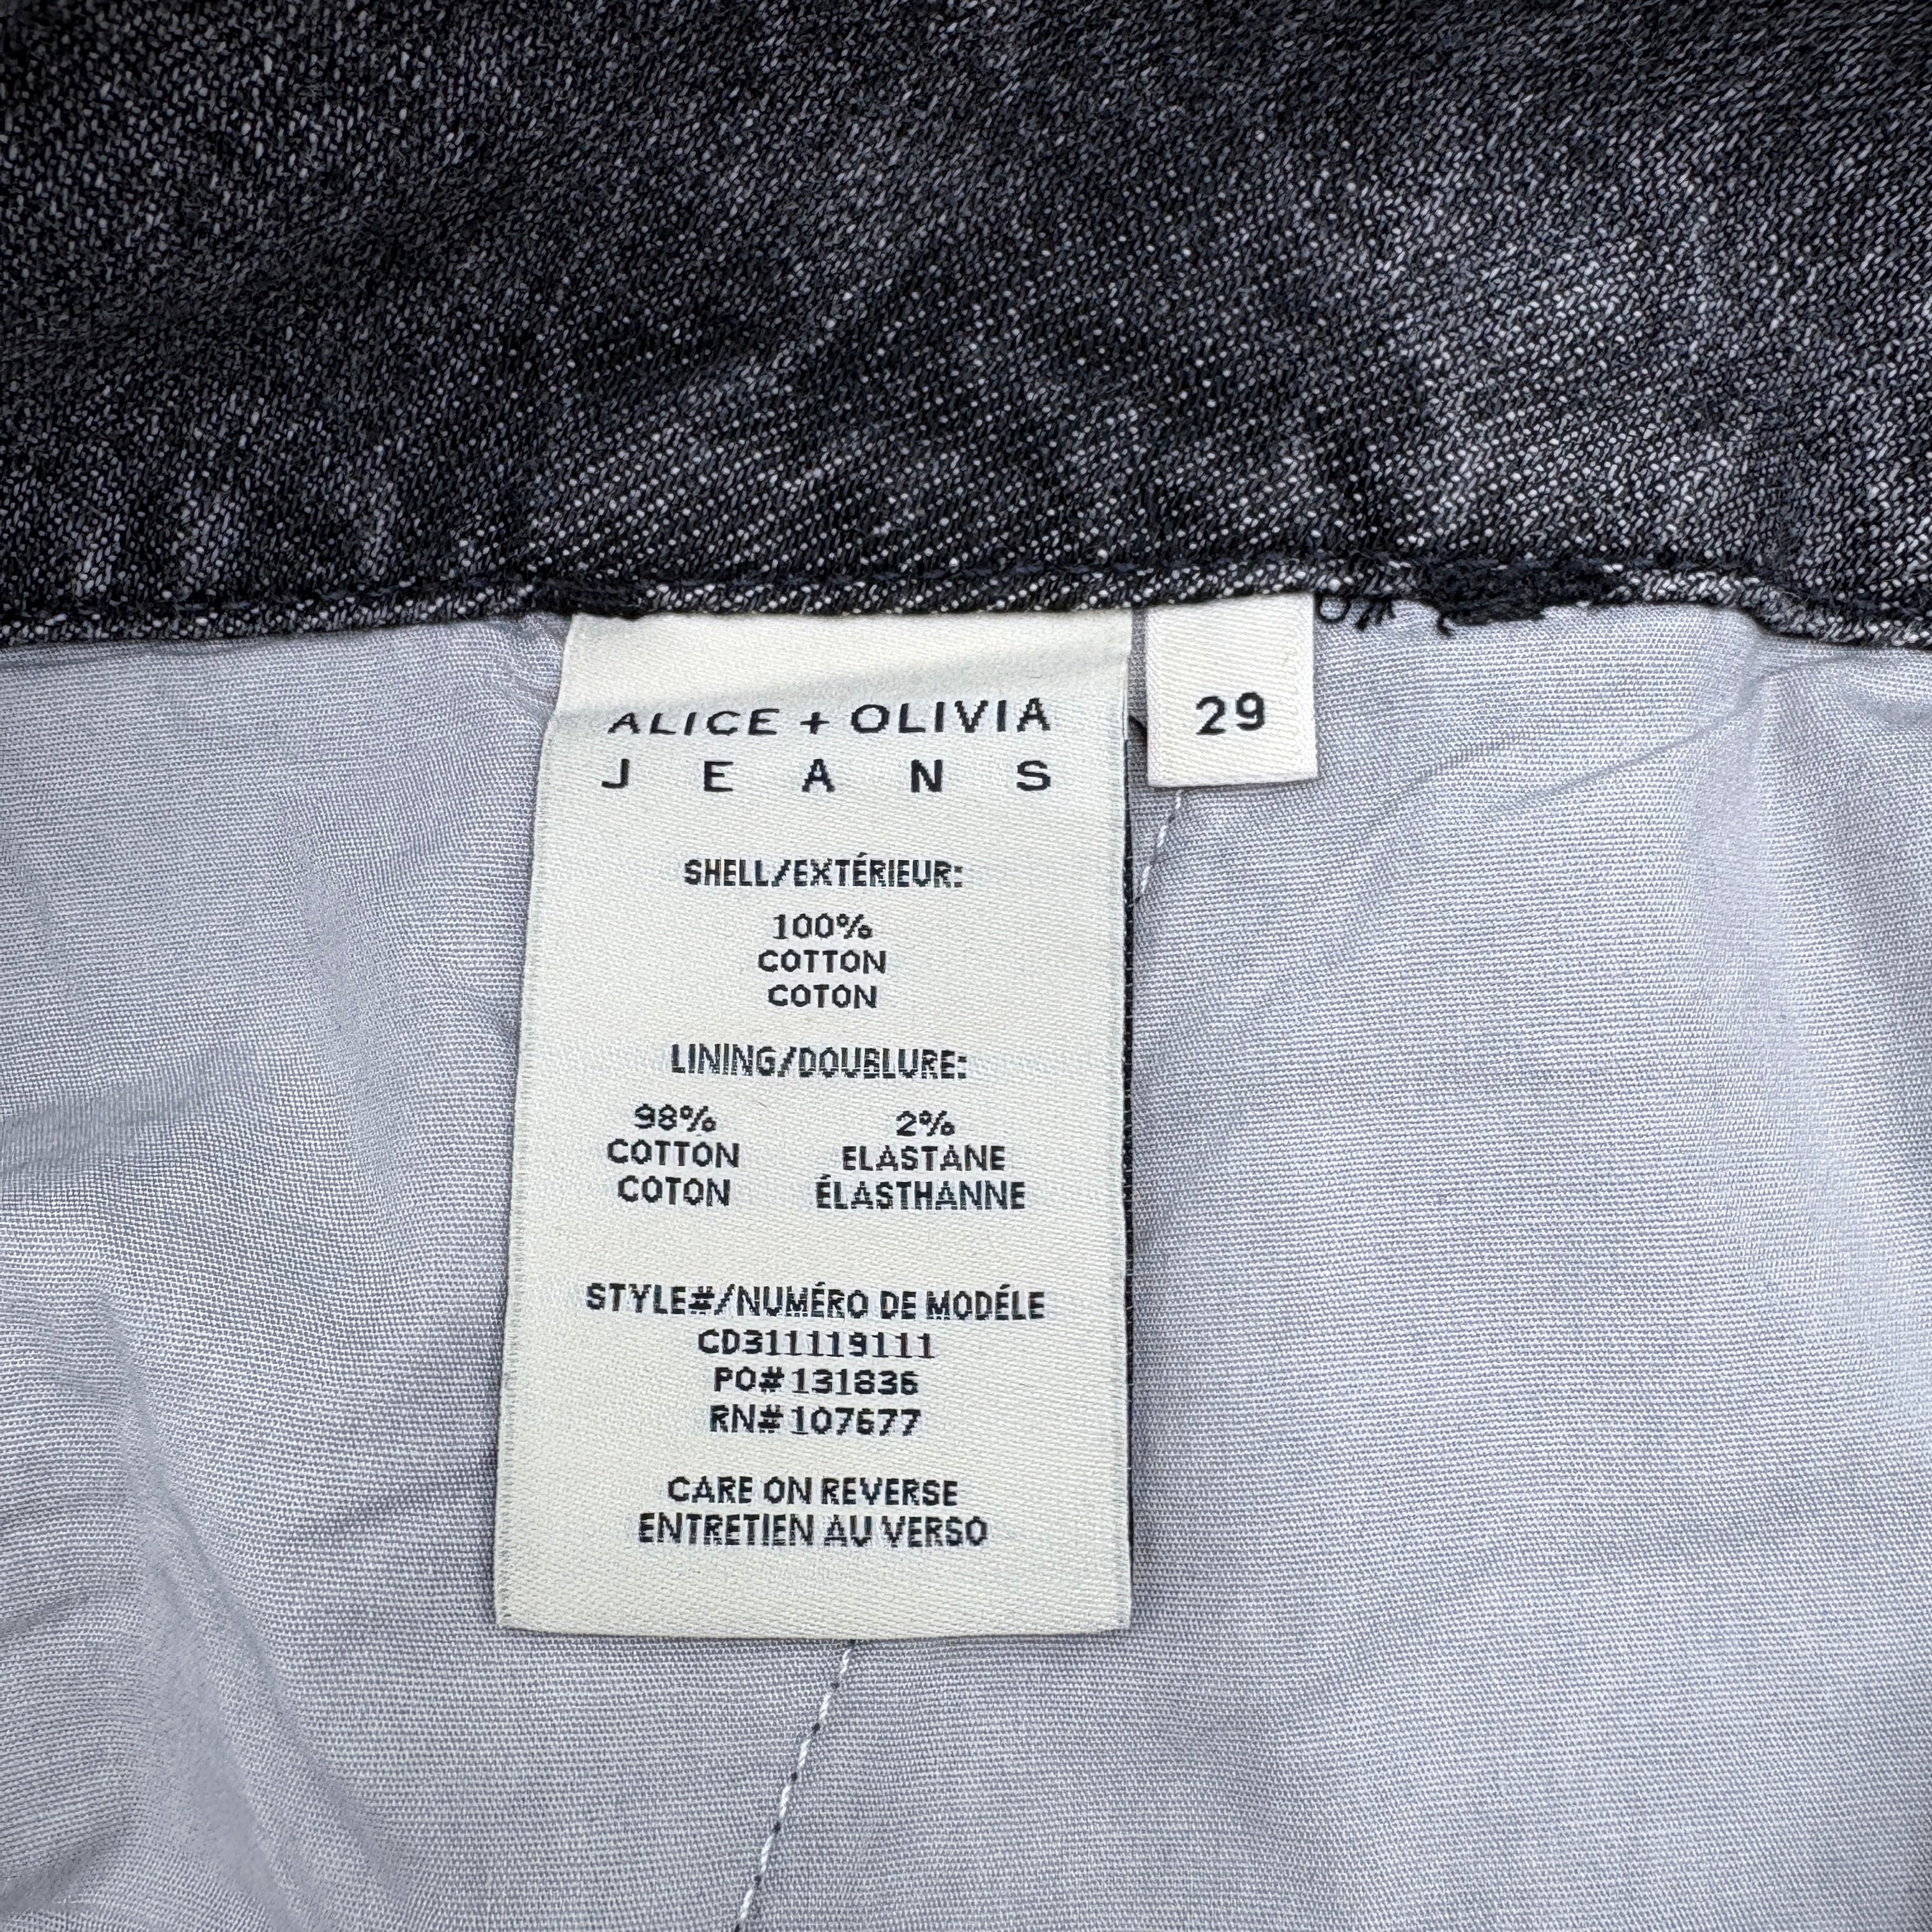 ALICE + OLIVIA
JEANS
29
SHELL/EXTÉRIEUR:
100%
COTTON
COTON
LINING/DOUBLURE:
98% 2%
COTTON ELASTANE
COTON ÉLASTHANNE
STYLE#/NUMÉRO DE MODÉLE
CD311119111
PO# 131836
RN# 107677
CARE ON REVERSE
ENTRETIEN AU VERSO